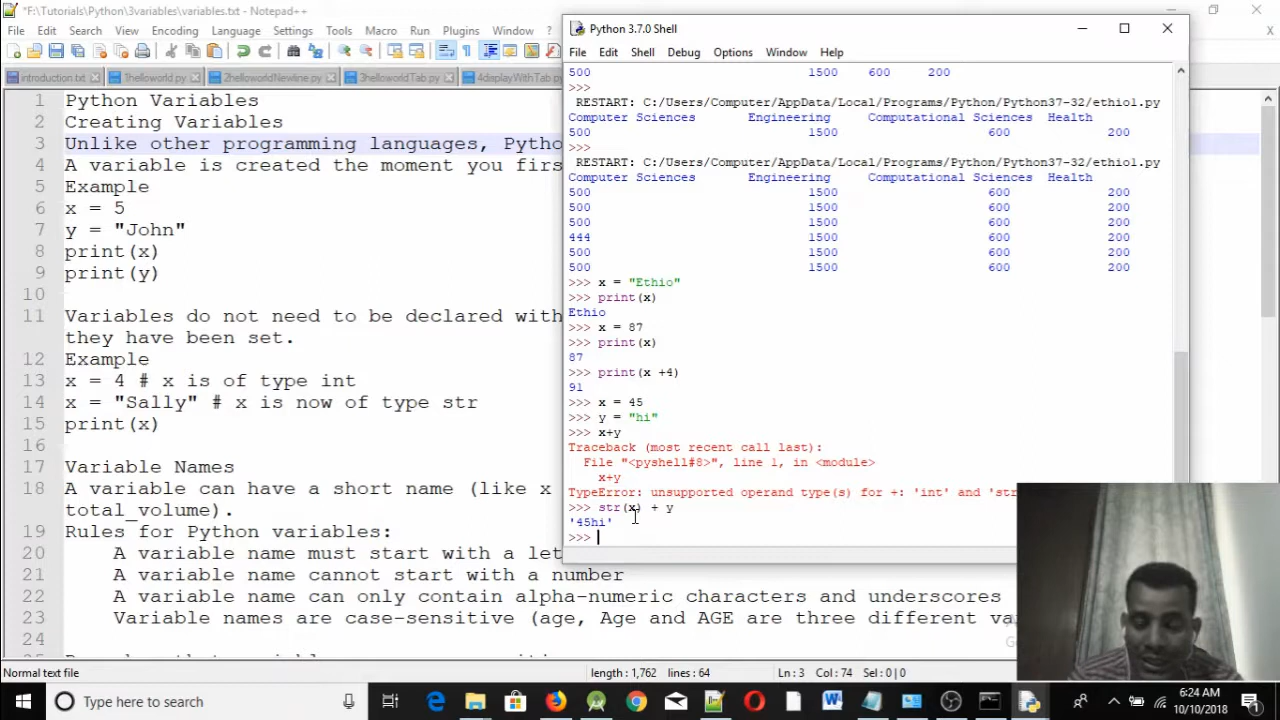 *F:\Tutorials\Python\3variables\variables.txt - Notepad++
File Edit Search View Encoding Language Settings Tools Macro Run Plugins Window ? X
introduction.txt 1helloworld.py 2helloworldNewline.py 3helloworldTab.py 4displayWithTab.py
1 Python Variables
2 Creating Variables
3 Unlike other programming languages, Pytho
4 A variable is created the moment you firs
5 Example
6 x = 5
7 y = "John"
8 print(x)
9 print(y)
10
11 Variables do not need to be declared with
they have been set.
12 Example
13 x = 4 # x is of type int
14 x = "Sally" # x is now of type str
15 print(x)
16
17 Variable Names
18 A variable can have a short name (like x
total_volume).
19 Rules for Python variables:
20 A variable name must start with a let
21 A variable name cannot start with a number
22 A variable name can only contain alpha-numeric characters and underscores
23 Variable names are case-sensitive (age, Age and AGE are three different va
24
Python 3.7.0 Shell
File Edit Shell Debug Options Window Help
500 1500 600 200
>>>
RESTART: C:/Users/Computer/AppData/Local/Programs/Python/Python37-32/ethio1.py
Computer Sciences Engineering Computational Sciences Health
500 1500 600 200
>>>
RESTART: C:/Users/Computer/AppData/Local/Programs/Python/Python37-32/ethio1.py
Computer Sciences Engineering Computational Sciences Health
500 1500 600 200
500 1500 600 200
500 1500 600 200
444 1500 600 200
500 1500 600 200
500 1500 600 200
>>> x = "Ethio"
>>> print(x)
Ethio
>>> x = 87
>>> print(x)
87
>>> print(x +4)
91
>>> x = 45
>>> y = "hi"
>>> x+y
Traceback (most recent call last):
File "<pyshell#8>", line 1, in <module>
x+y
TypeError: unsupported operand type(s) for +: 'int' and 'str
>>> str(x) + y
'45hi'
>>>
Normal text file length : 1,762 lines : 64 Ln : 3 Col : 74 Sel : 0 | 0
Type here to search
6:24 AM
10/10/2018